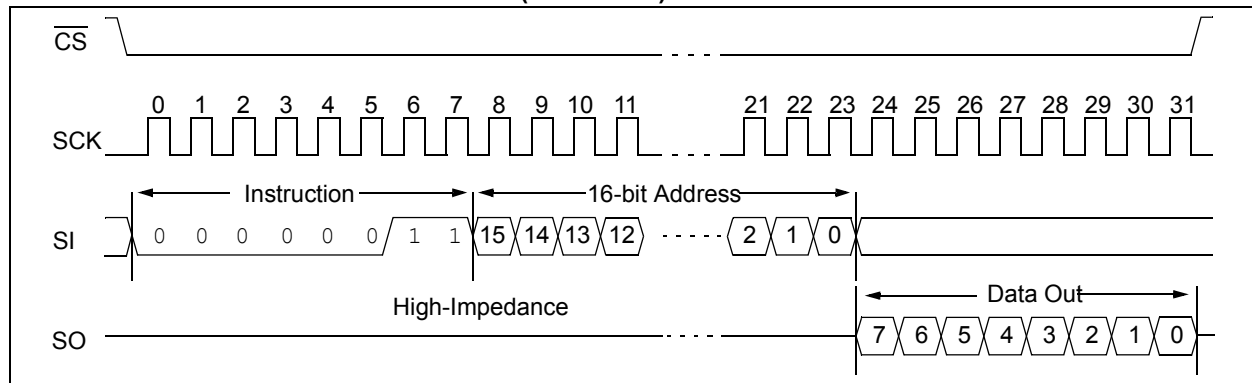 CS
0 1 2 3 4 5 6 7 8 9 10 11 21 22 23 24 25 26 27 28 29 30 31
SCK
Instruction 16-bit Address
SI 0 0 0 0 0 0 1 1 15 14 13 12 2 1 0
High-Impedance Data Out
SO 7 6 5 4 3 2 1 0